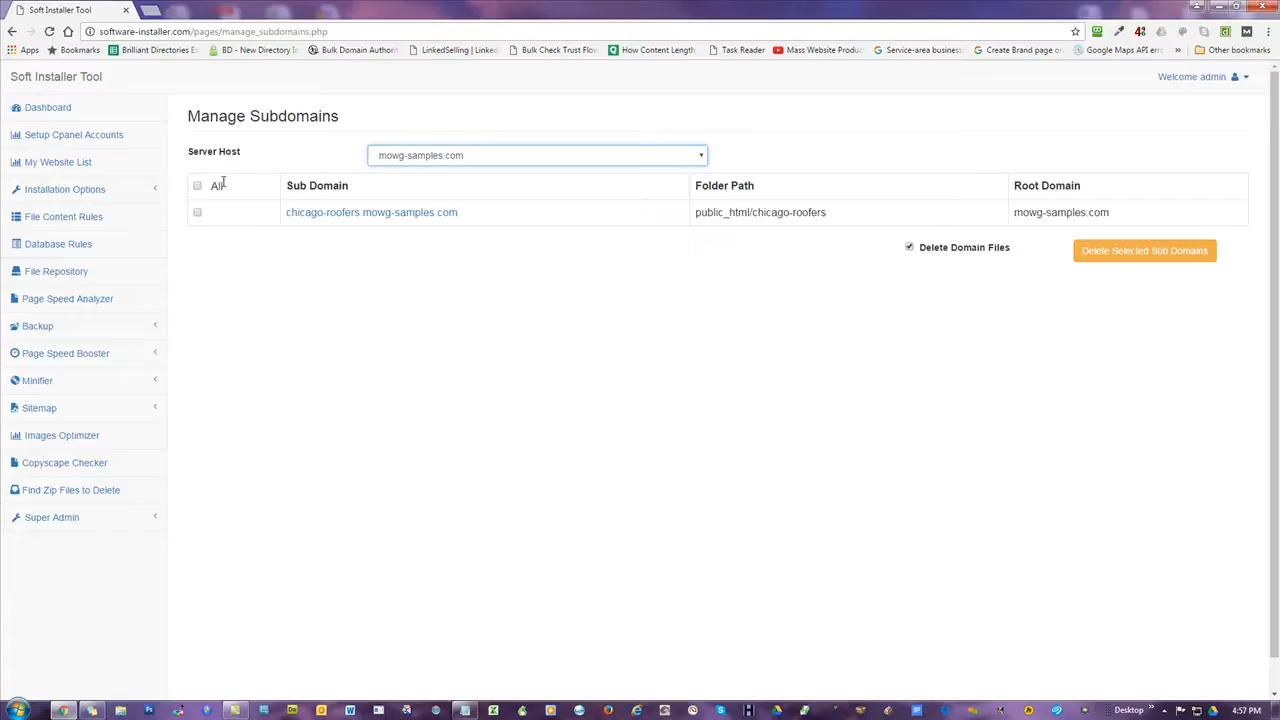 Soft Installer Tool
software-installer.com/pages/manage_subdomains.php
Apps Bookmarks Brilliant Directories E BD - New Directory In Bulk Domain Authori LinkedSelling | Linked Bulk Check Trust Flow How Content Length Task Reader Mass Website Produc Service-area business Create Brand page on Google Maps API erro » Other bookmarks
Soft Installer Tool
Welcome admin
Dashboard
Setup Cpanel Accounts
My Website List
Installation Options
File Content Rules
Database Rules
File Repository
Page Speed Analyzer
Backup
Page Speed Booster
Minifier
Sitemap
Images Optimizer
Copyscape Checker
Find Zip Files to Delete
Super Admin
Manage Subdomains
Server Host
mowg-samples.com
All Sub Domain Folder Path Root Domain
chicago-roofers mowg-samples.com public_html/chicago-roofers mowg-samples.com
Delete Domain Files
Delete Selected Sub Domains
Desktop » 4:57 PM